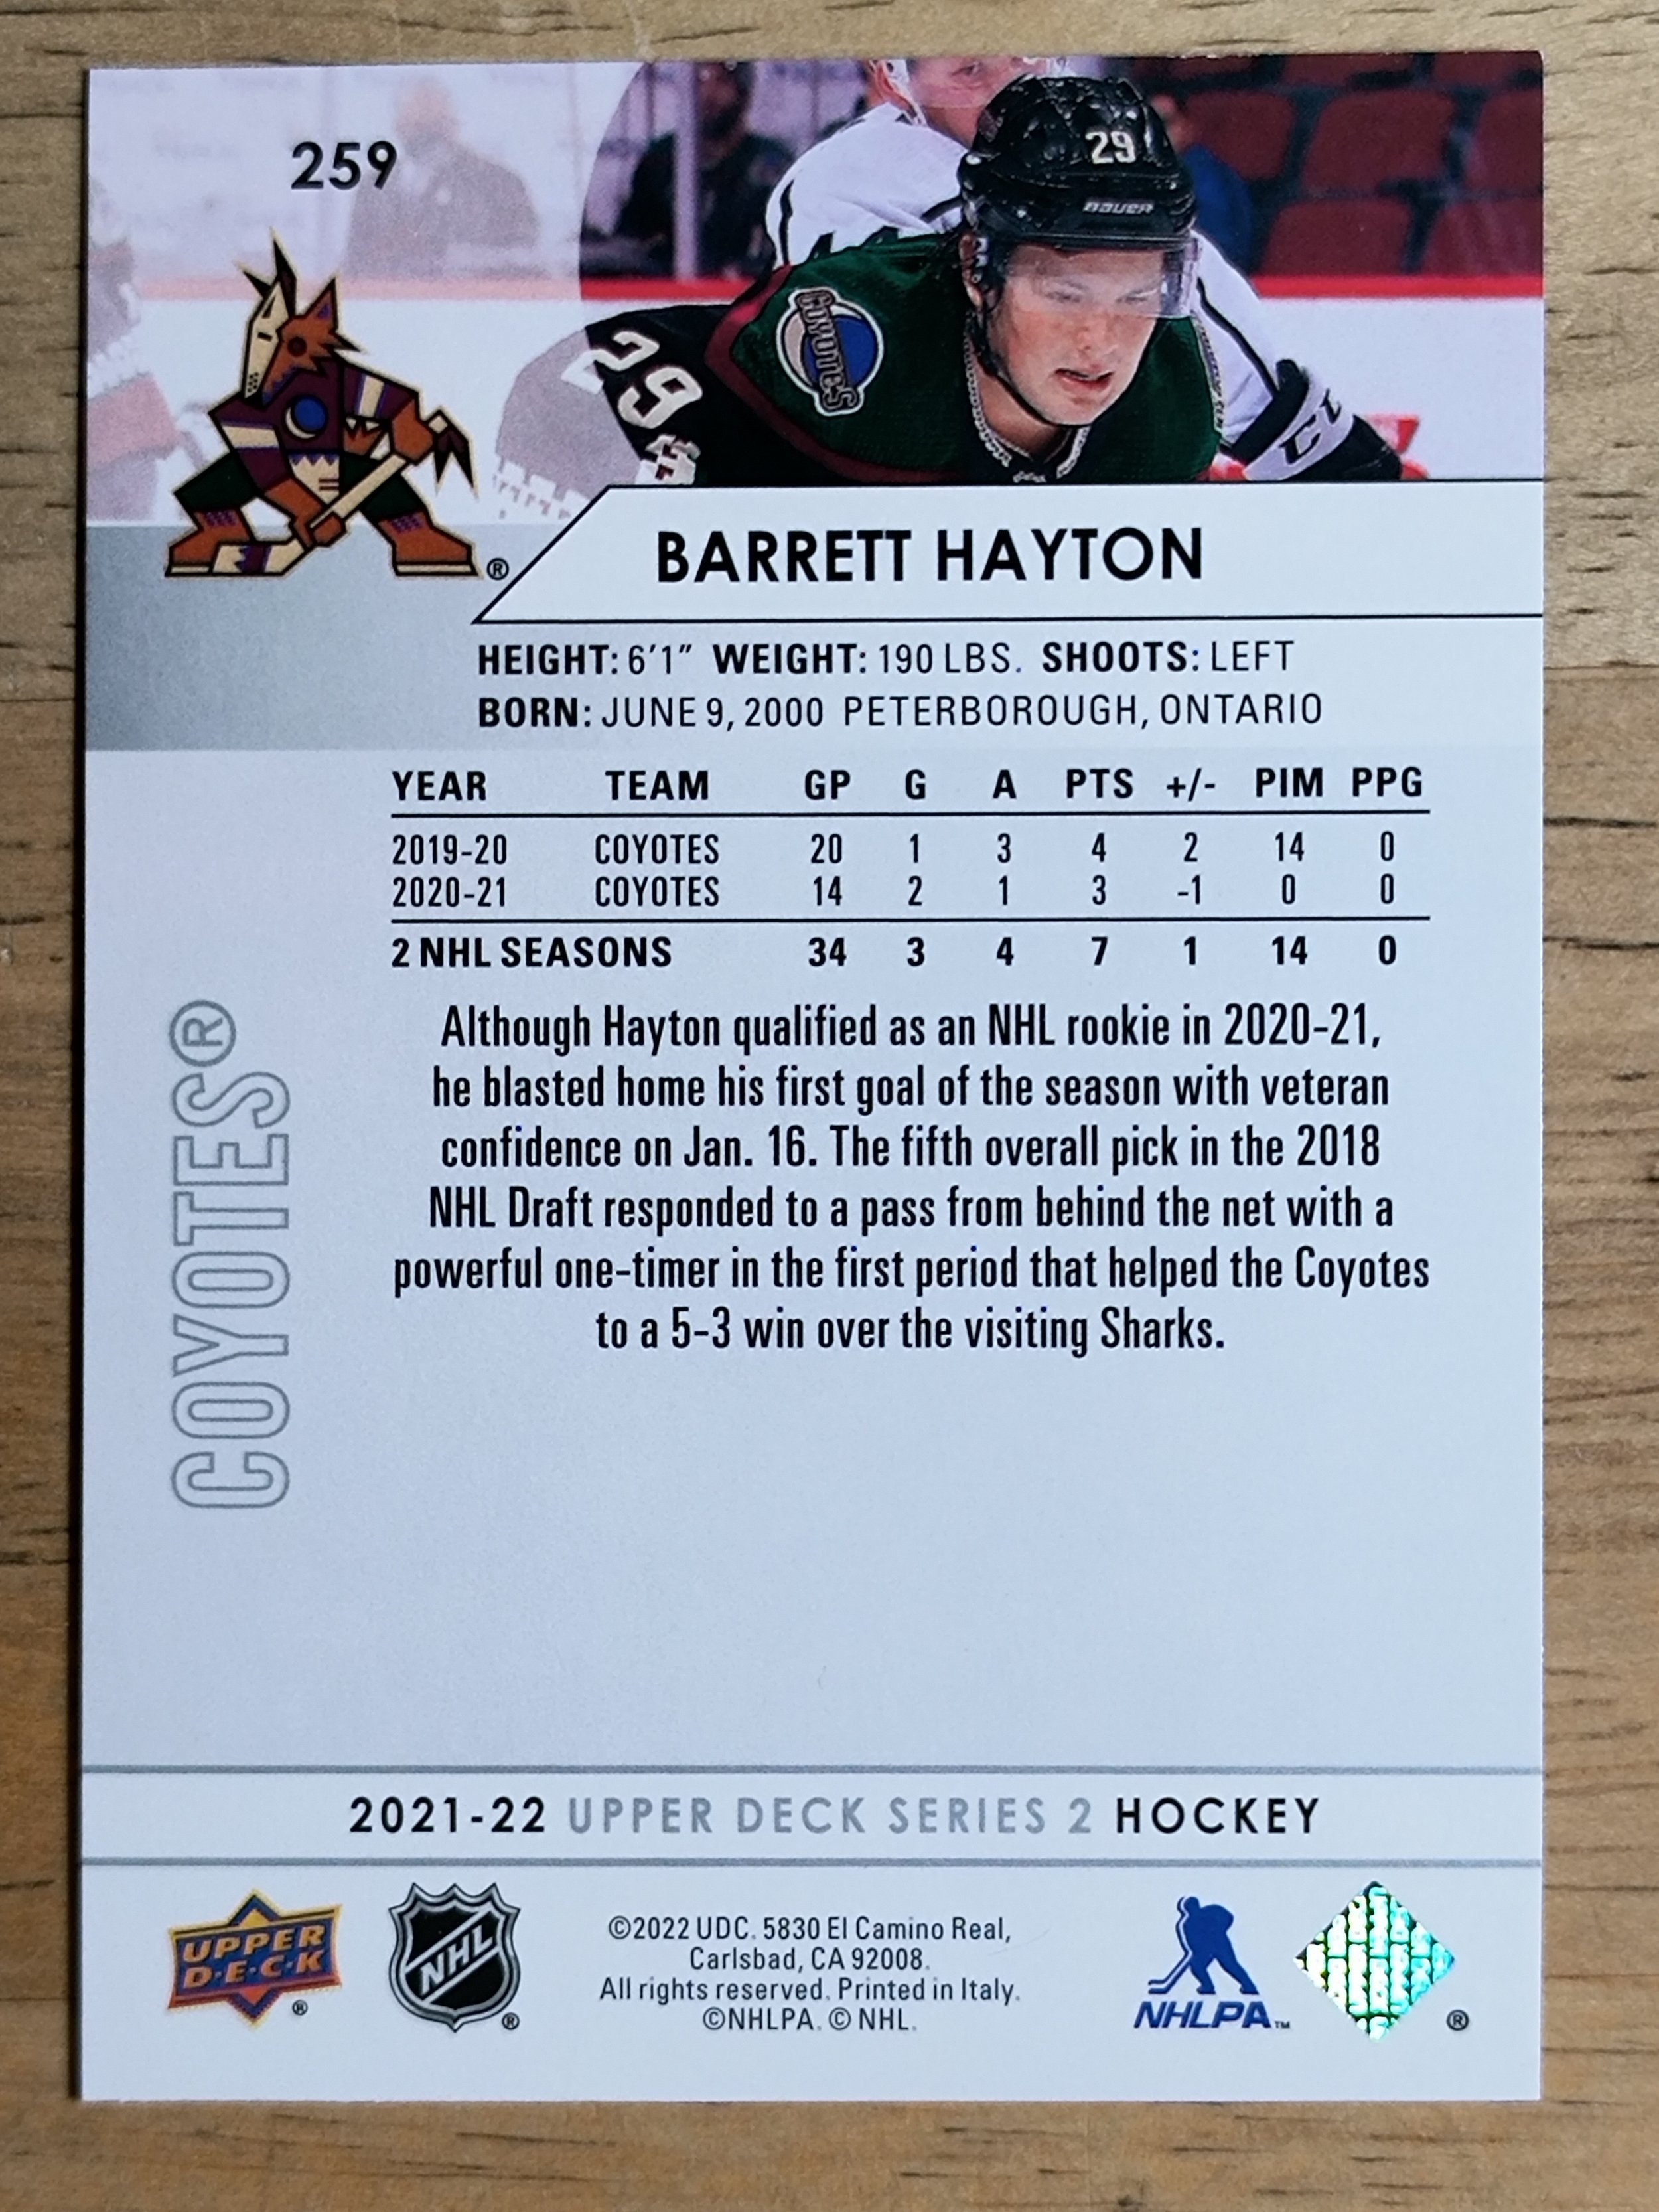 259
29
BAUER
COYOTES
29
®
BARRETT HAYTON
HEIGHT: 6'1" WEIGHT: 190 LBS. SHOOTS: LEFT
BORN: JUNE 9, 2000 PETERBOROUGH, ONTARIO
YEAR TEAM GP G A PTS +/- PIM PPG
2019-20 COYOTES 20 1 3 4 2 14 0
2020-21 COYOTES 14 2 1 3 -1 0 0
2 NHL SEASONS 34 3 4 7 1 14 0
Although Hayton qualified as an NHL rookie in 2020-21,
he blasted home his first goal of the season with veteran
confidence on Jan. 16. The fifth overall pick in the 2018
NHL Draft responded to a pass from behind the net with a
powerful one-timer in the first period that helped the Coyotes
to a 5-3 win over the visiting Sharks.
COYOTES®
2021-22 UPPER DECK SERIES 2 HOCKEY
UPPER
D·E·C·K
®
NHL
®
©2022 UDC. 5830 El Camino Real,
Carlsbad, CA 92008.
All rights reserved. Printed in Italy.
©NHLPA. © NHL.
NHLPA™
®